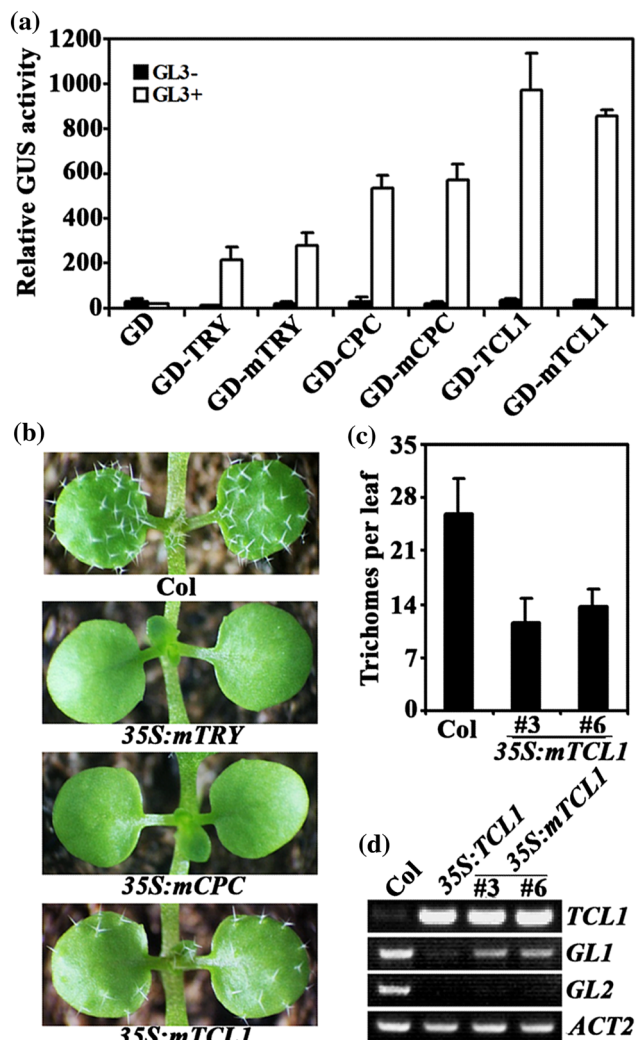 (a)
Relative GUS activity
1200
1000
800
600
400
200
0
GL3-
GL3+
GD
GD-TRY
GD-mTRY
GD-CPC
GD-mCPC
GD-TCL1
GD-mTCL1
(b)
Col
35S:mTRY
35S:mCPC
35S:mTCL1
(c)
Trichomes per leaf
35
28
21
14
7
0
Col
#3
#6
35S:mTCL1
(d)
Col
35S:TCL1
35S:mTCL1
#3
#6
TCL1
GL1
GL2
ACT2